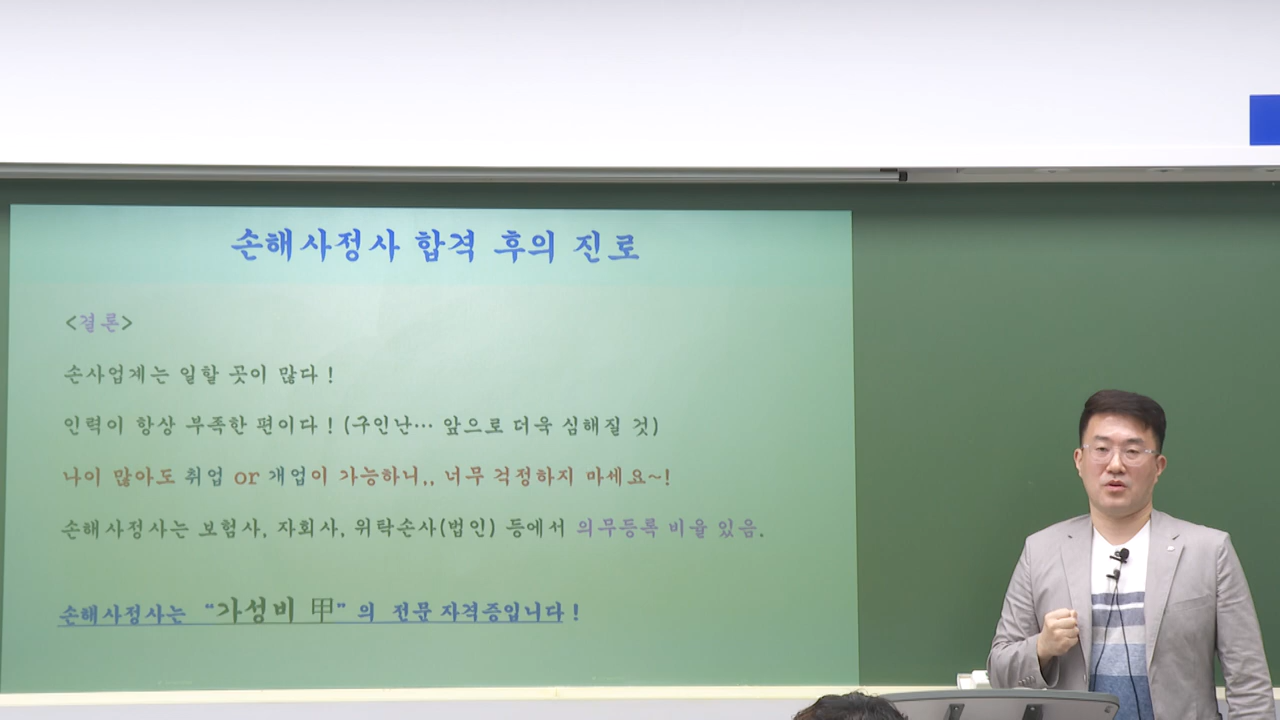 손해사정사 합격 후의 진로
<결론>
손사업계는 일할 곳이 많다 !
인력이 항상 부족한 편이다 ! (구인난… 앞으로 더욱 심해질 것)
나이 많아도 취업 or 개업이 가능하니,, 너무 걱정하지 마세요~!
손해사정사는 보험사, 자회사, 위탁손사(법인) 등에서 의무등록 비율 있음.
손해사정사는 “가성비 甲” 의 전문 자격증입니다 !